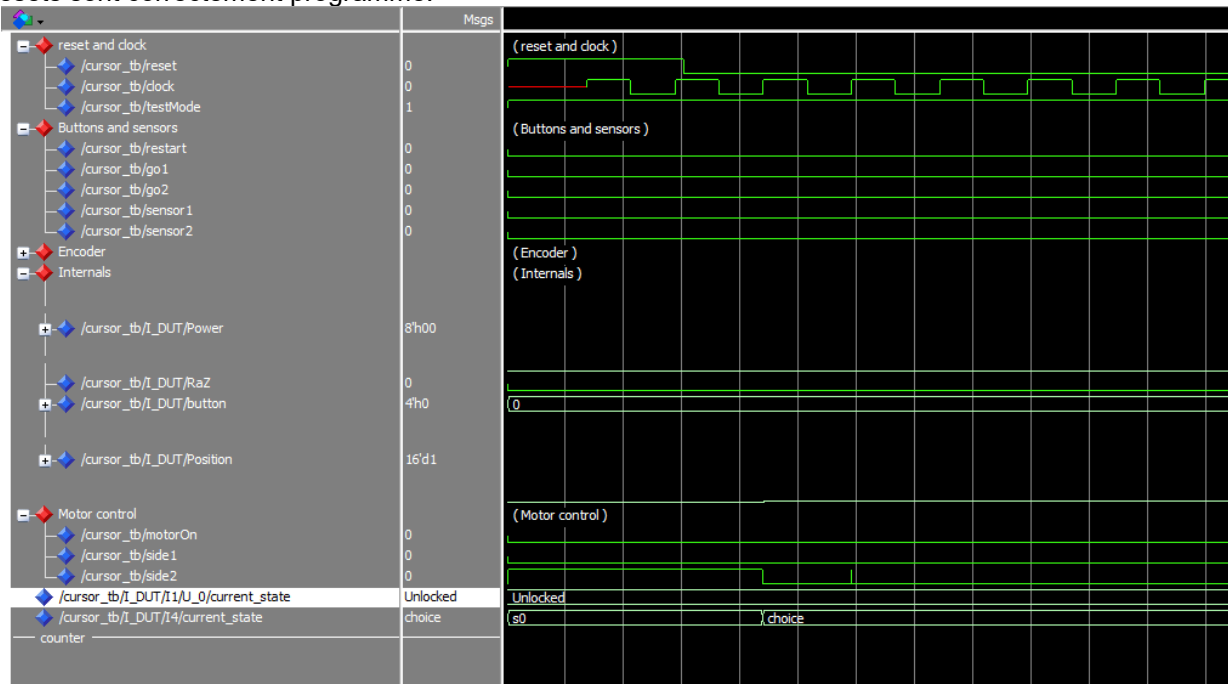 Msgs
reset and clock ( reset and clock )
/cursor_tb/reset 0
/cursor_tb/clock 0
/cursor_tb/testMode 1
Buttons and sensors ( Buttons and sensors )
/cursor_tb/restart 0
/cursor_tb/go1 0
/cursor_tb/go2 0
/cursor_tb/sensor1 0
/cursor_tb/sensor2 0
Encoder ( Encoder )
Internals ( Internals )
/cursor_tb/I_DUT/Power 8'h00
/cursor_tb/I_DUT/RaZ 0
/cursor_tb/I_DUT/button 4'h0 0
/cursor_tb/I_DUT/Position 16'd1
Motor control ( Motor control )
/cursor_tb/motorOn 0
/cursor_tb/side1 0
/cursor_tb/side2 0
/cursor_tb/I_DUT/I1/U_0/current_state Unlocked Unlocked
/cursor_tb/I_DUT/I4/current_state choice s0 choice
counter